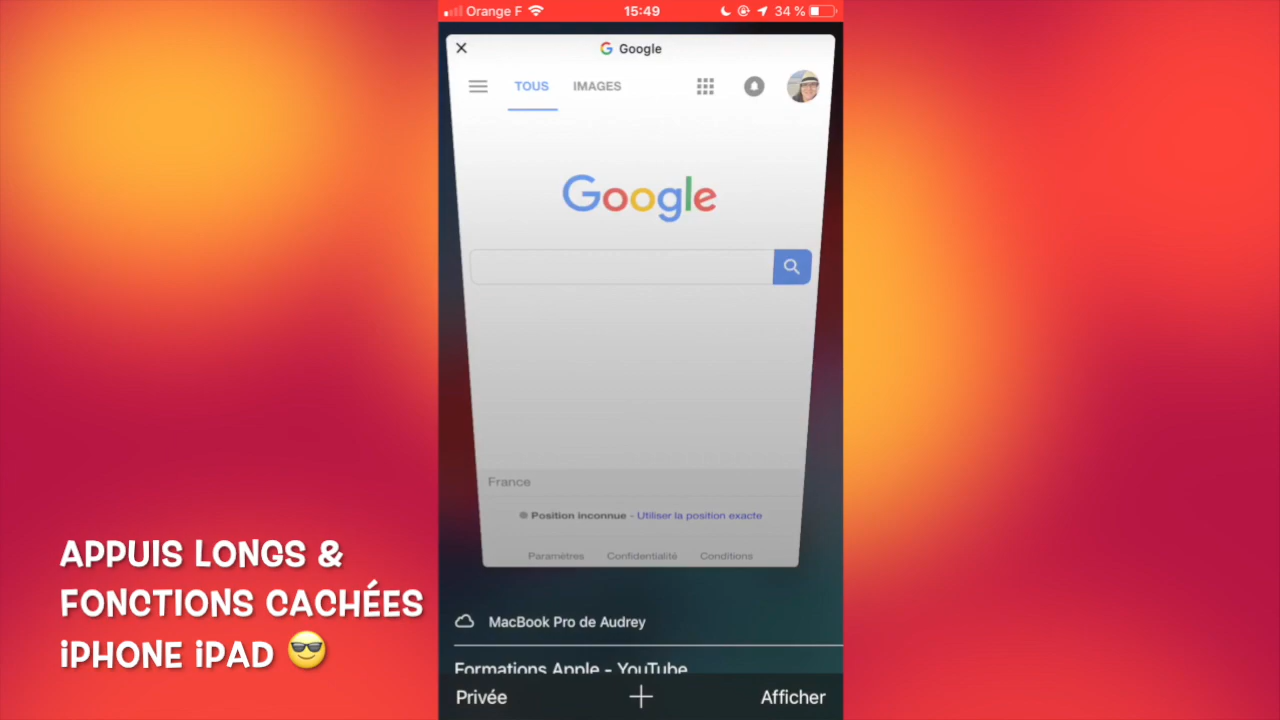 Orange F 15:49 34 %
Google
TOUS IMAGES
Google
France
Position inconnue - Utiliser la position exacte
Paramètres Confidentialité Conditions
MacBook Pro de Audrey
Formations Apple - YouTube
Privée Afficher
APPUIS LONGS &
FONCTIONS CACHÉES
iPHONE iPAD